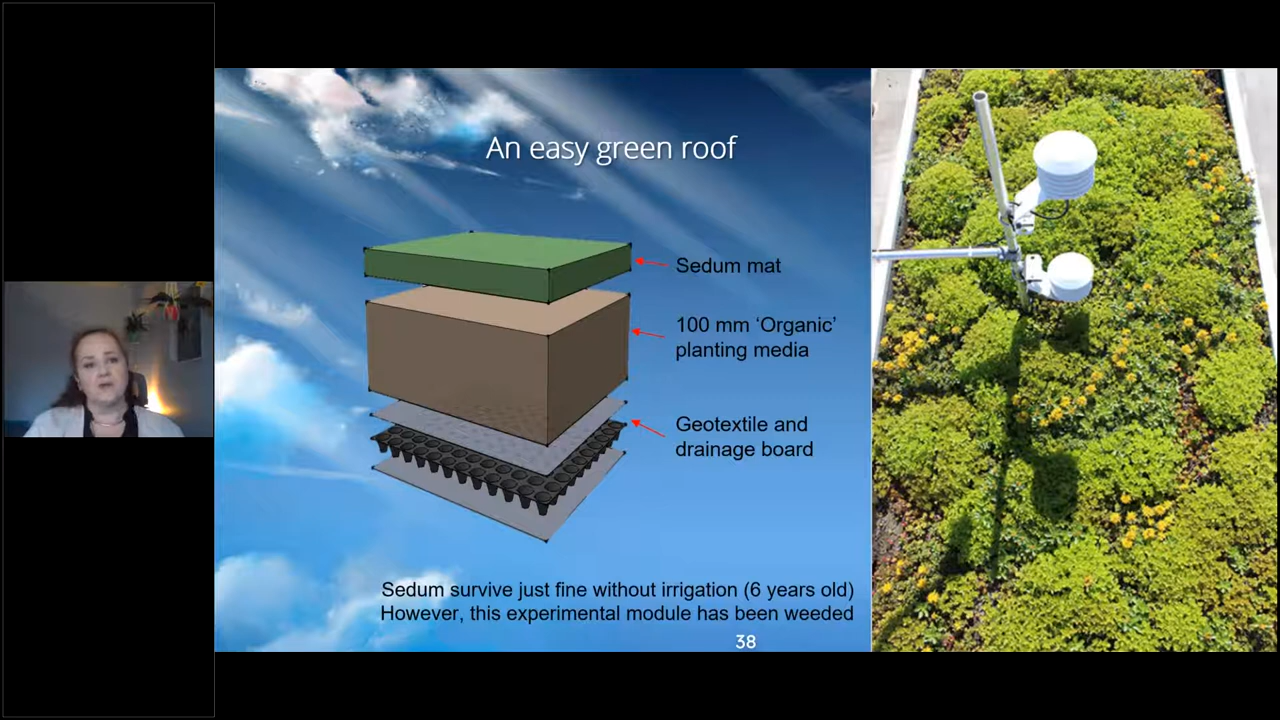 An easy green roof
Sedum mat
100 mm ‘Organic’
planting media
Geotextile and
drainage board
Sedum survive just fine without irrigation (6 years old)
However, this experimental module has been weeded
38